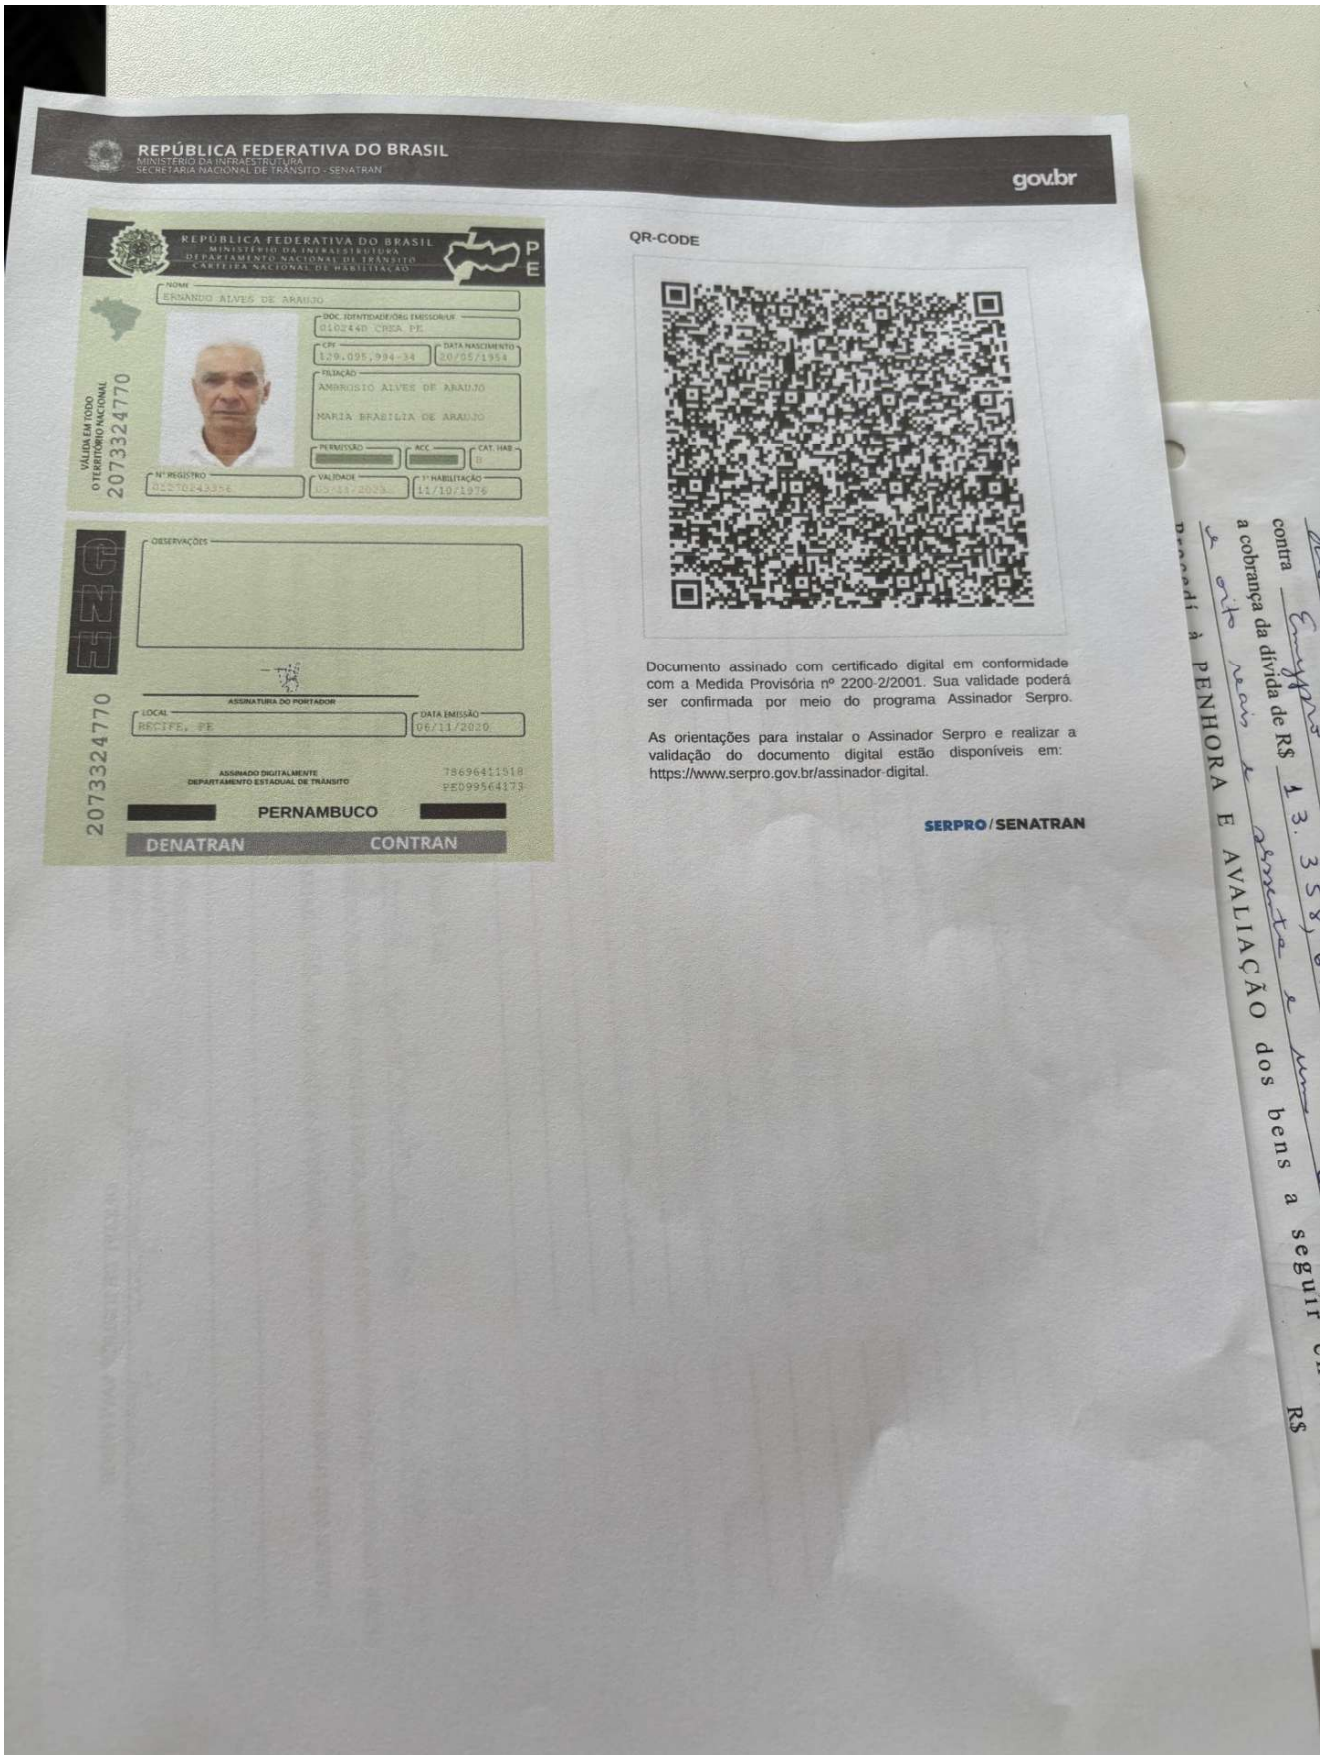 REPÚBLICA FEDERATIVA DO BRASIL
MINISTÉRIO DA INFRAESTRUTURA
SECRETARIA NACIONAL DE TRÂNSITO - SENATRAN
gov.br
REPÚBLICA FEDERATIVA DO BRASIL
MINISTÉRIO DA INFRAESTRUTURA
DEPARTAMENTO NACIONAL DE TRÂNSITO
CARTEIRA NACIONAL DE HABILITAÇÃO
PE
NOME
ERNANDO ALVES DE ARAUJO
DOC. IDENTIDADE/ÓRG EMISSOR/UF
CREA PE
CPF
129.095.994-34
DATA NASCIMENTO
20/05/1954
FILIAÇÃO
AMBROSIO ALVES DE ARAUJO
MARIA BRASILIA DE ARAUJO
PERMISSÃO
ACC
CAT. HAB
Nº REGISTRO
VALIDADE
1ª HABILITAÇÃO
11/10/1976
VÁLIDA EM TODO
O TERRITÓRIO NACIONAL
2073324770
CNH
OBSERVAÇÕES
ASSINATURA DO PORTADOR
LOCAL
RECIFE, PE
DATA EMISSÃO
06/11/2020
ASSINADO DIGITALMENTE
DEPARTAMENTO ESTADUAL DE TRÂNSITO
78696411518
PE099564173
2073324770
PERNAMBUCO
DENATRAN CONTRAN
QR-CODE
Documento assinado com certificado digital em conformidade
com a Medida Provisória nº 2200-2/2001. Sua validade poderá
ser confirmada por meio do programa Assinador Serpro.
As orientações para instalar o Assinador Serpro e realizar a
validação do documento digital estão disponíveis em:
https://www.serpro.gov.br/assinador-digital.
SERPRO/SENATRAN
contra
a cobrança da dívida de R$ 13.358,
e oito reais e sessenta e um
Procedi à PENHORA E AVALIAÇÃO dos bens a seguir
R$